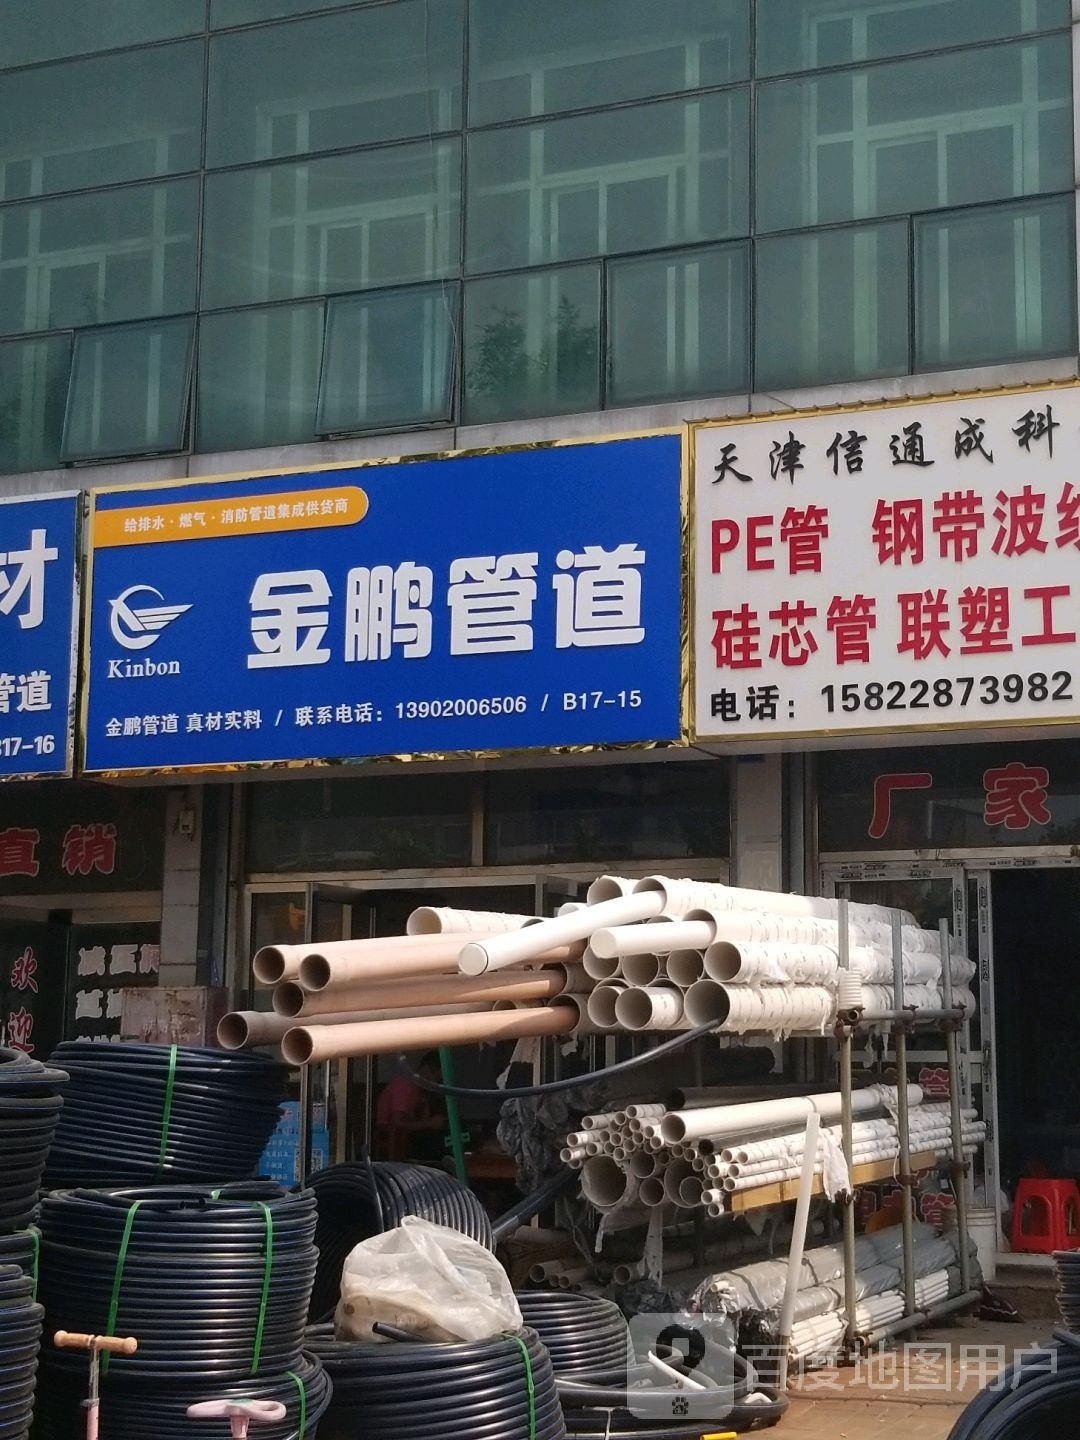 材
管道
B17-16
给排水·燃气·消防管道集成供货商
Kinbon
金鹏管道
金鹏管道 真材实料 / 联系电话：13902006506 / B17-15
天津信通成科
PE管 钢带波纹
硅芯管 联塑工
电话：15822873982
直销
厂家
欢迎
百度地图用户